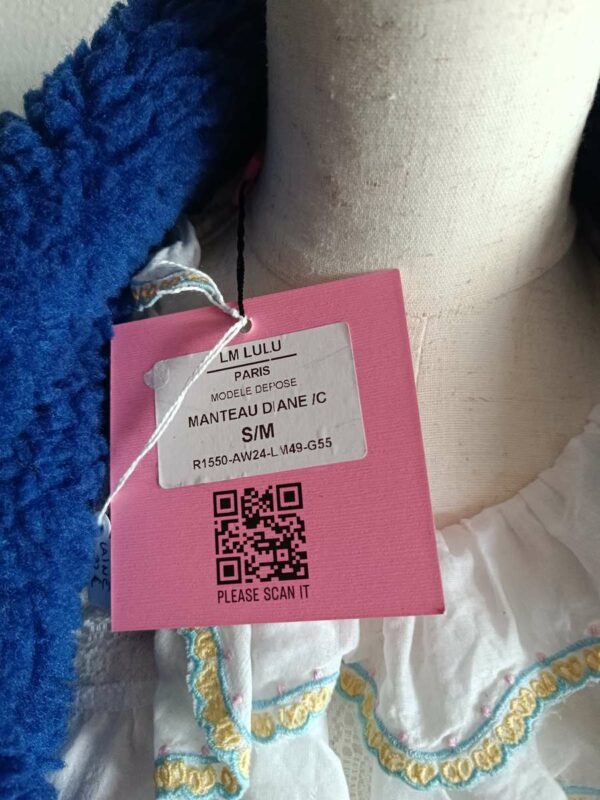 LM LULU
PARIS
MODELE DEPOSE
MANTEAU DIANE /C
S/M
R1550-AW24-LM49-G55
PLEASE SCAN IT